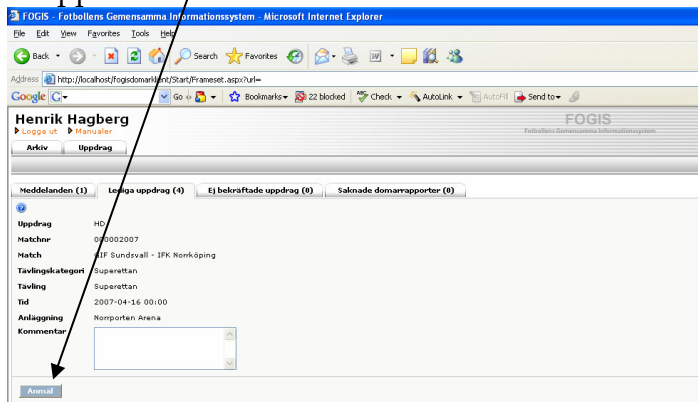 FOGIS - Fotbollens Gemensamma Informationssystem - Microsoft Internet Explorer
File Edit View Favorites Tools Help
Back Search Favorites
Address http://localhost/fogisdomarklient/Start/Frameset.aspx?url=
Google G Go Bookmarks 22 blocked Check AutoLink AutoFill Send to
Henrik Hagberg
Logga ut Manualer
FOGIS
Fotbollens Gemensamma Informationssystem
Arkiv Uppdrag
Meddelanden (1) Lediga uppdrag (4) Ej bekräftade uppdrag (0) Saknade domarrapporter (0)
Uppdrag HD
Matchnr 000002007
Match GIF Sundsvall - IFK Norrköping
Tävlingskategori Superettan
Tävling Superettan
Tid 2007-04-16 00:00
Anläggning Norrporten Arena
Kommentar
Anmäl